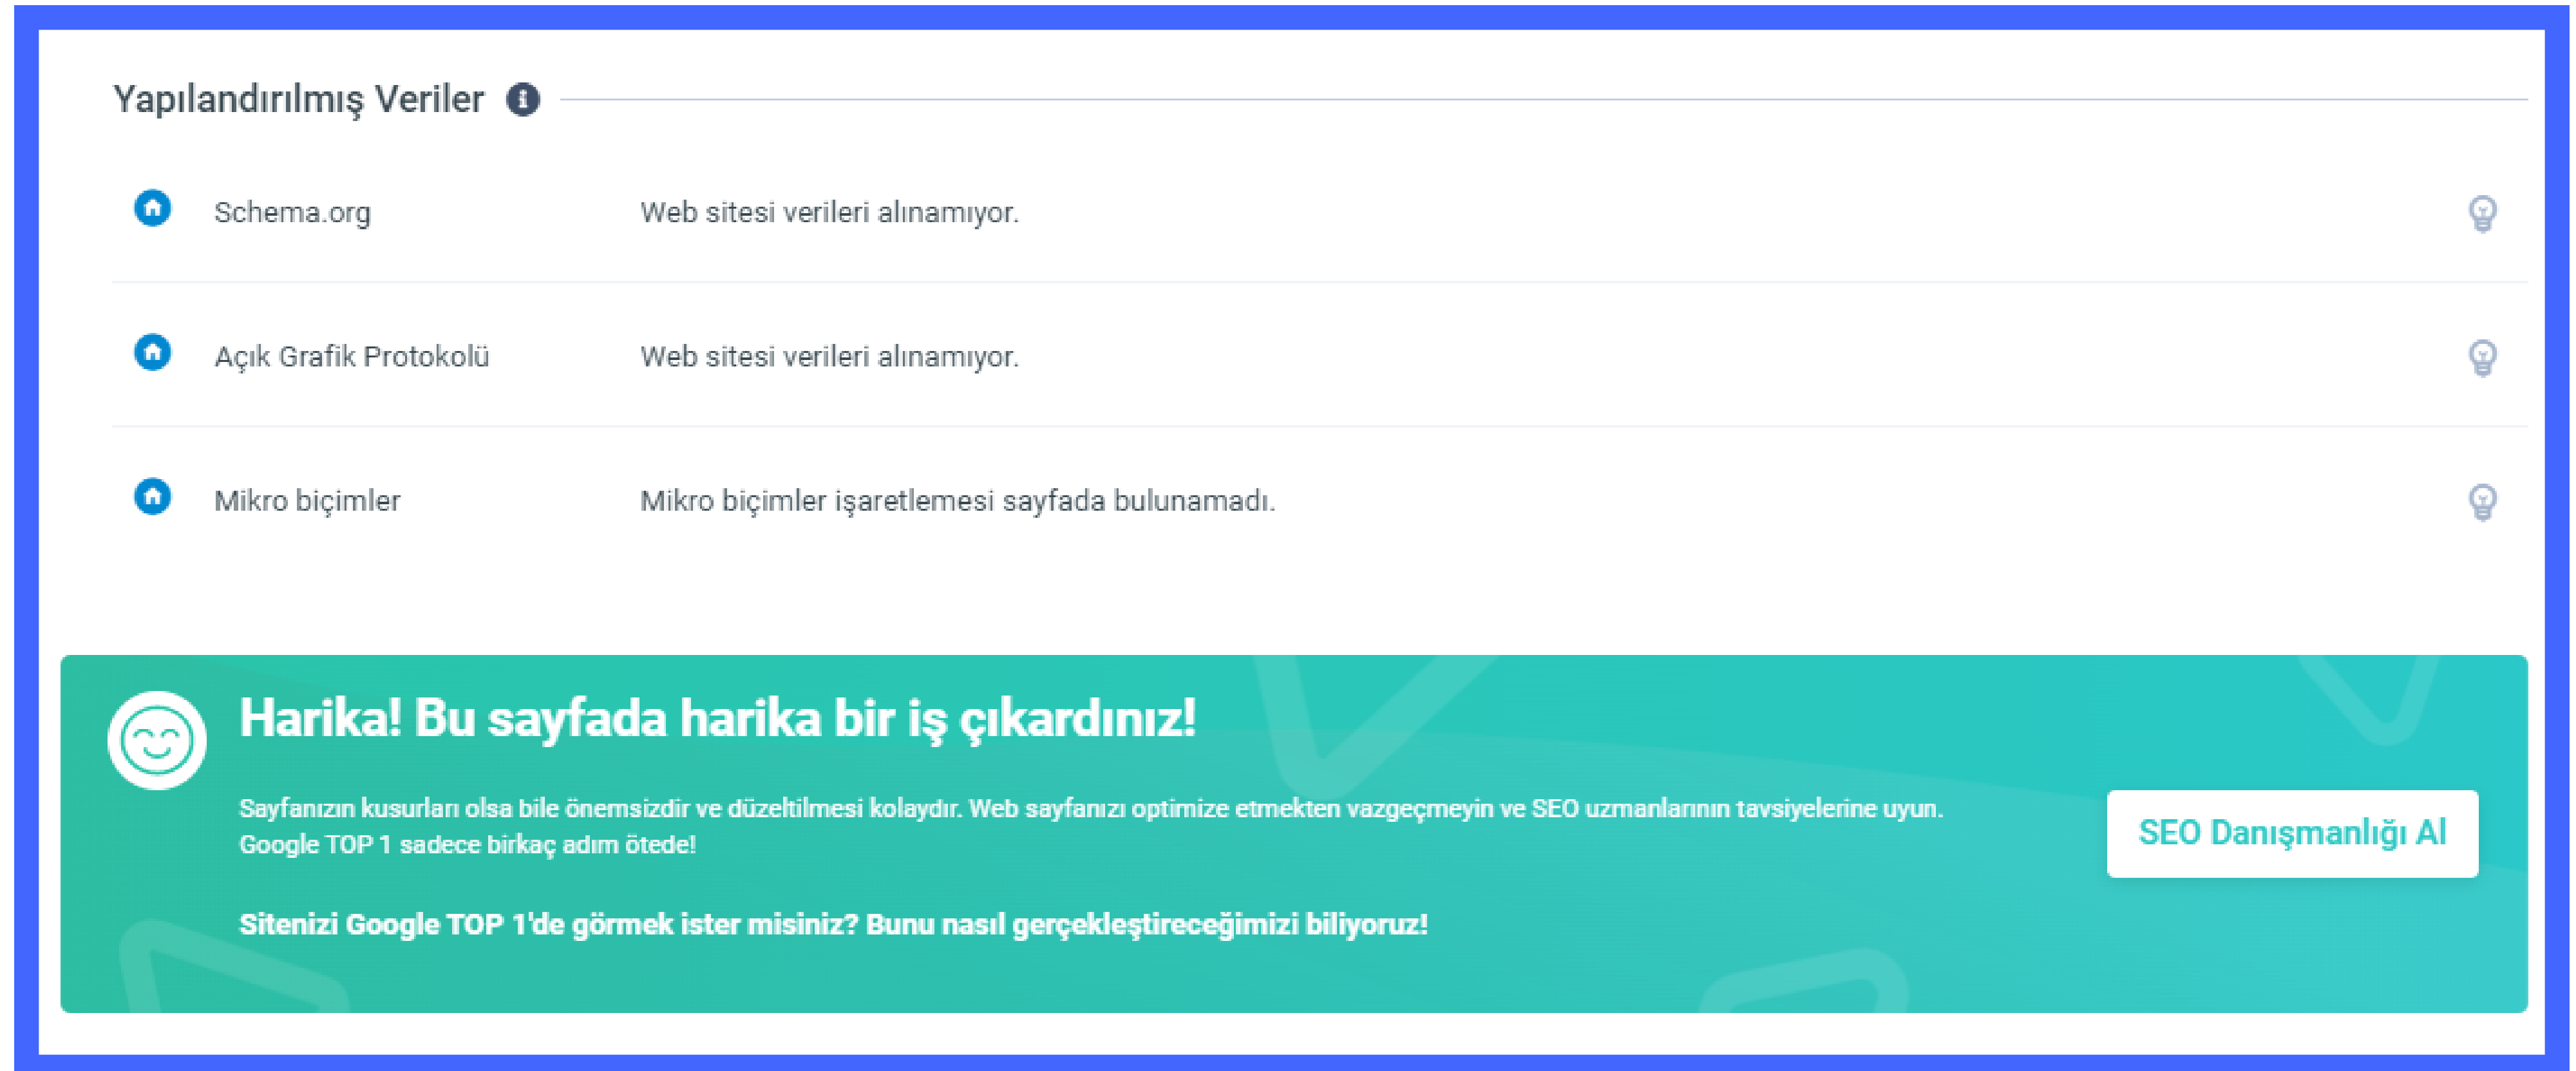 Yapılandırılmış Veriler
Schema.org Web sitesi verileri alınamıyor.
Açık Grafik Protokolü Web sitesi verileri alınamıyor.
Mikro biçimler Mikro biçimler işaretlemesi sayfada bulunamadı.
Harika! Bu sayfada harika bir iş çıkardınız!
Sayfanızın kusurları olsa bile önemsizdir ve düzeltilmesi kolaydır. Web sayfanızı optimize etmekten vazgeçmeyin ve SEO uzmanlarının tavsiyelerine uyun.
Google TOP 1 sadece birkaç adım ötede!
Sitenizi Google TOP 1'de görmek ister misiniz? Bunu nasıl gerçekleştireceğimizi biliyoruz!
SEO Danışmanlığı Al